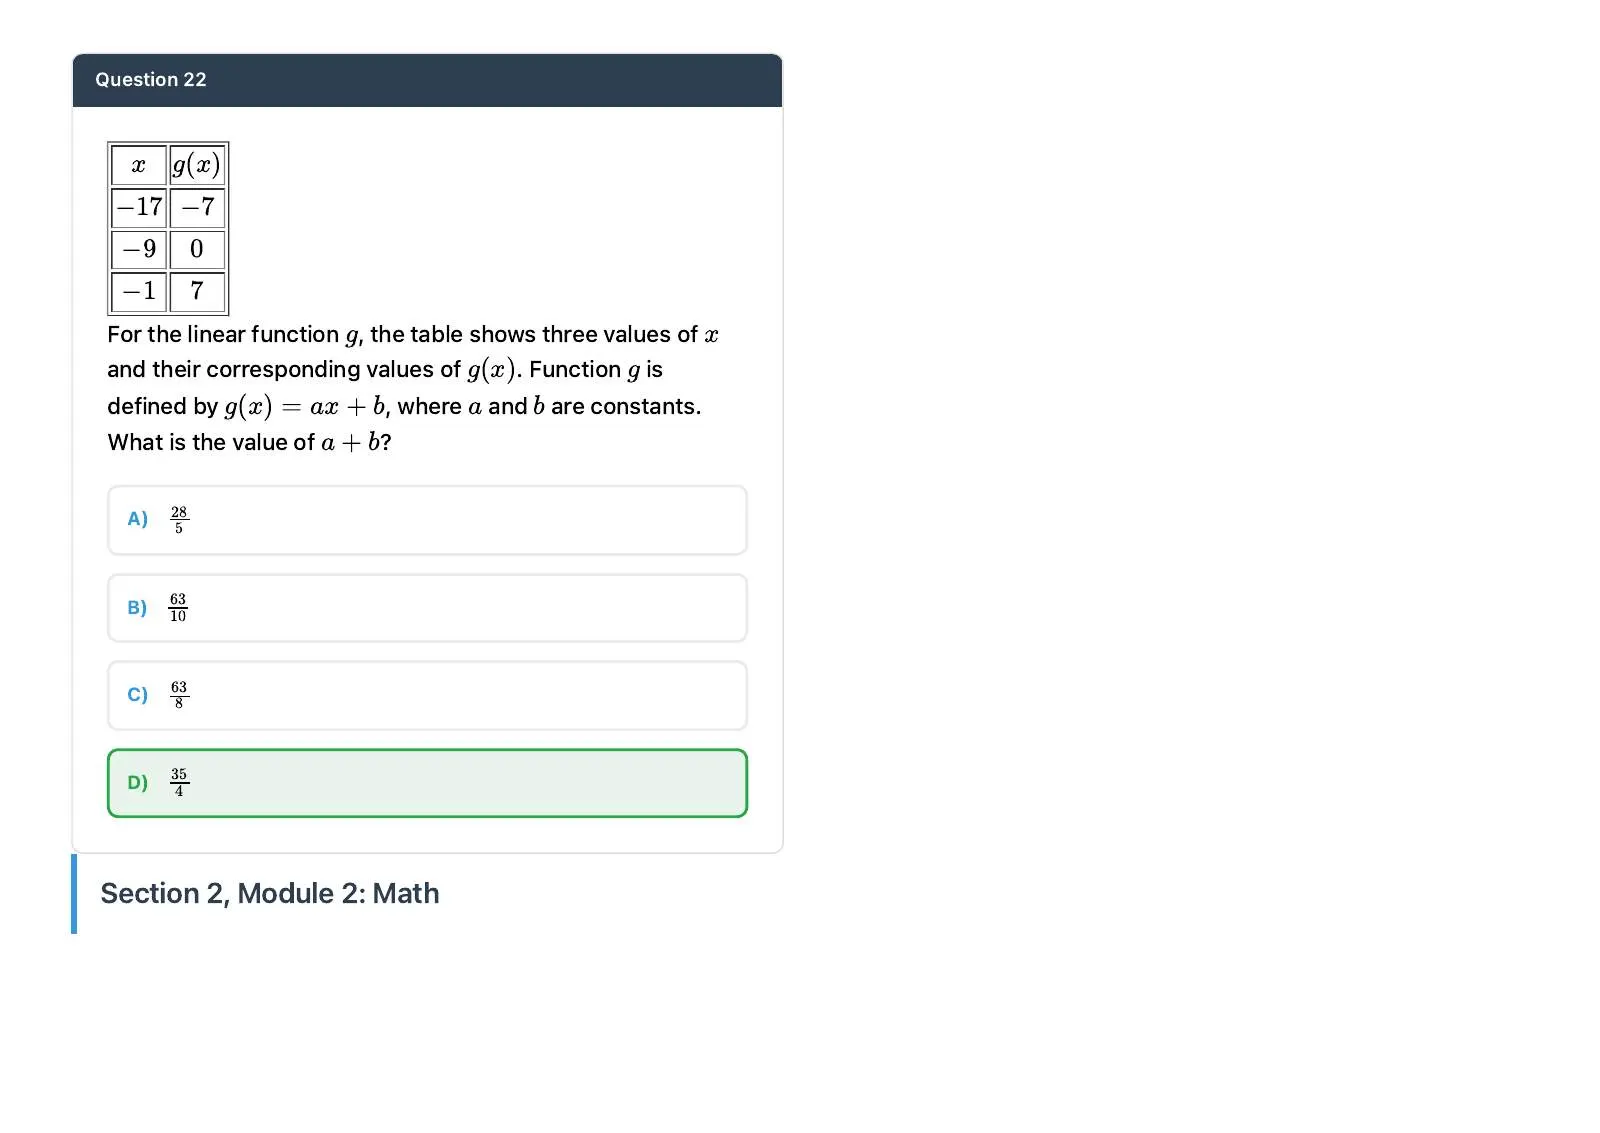 Question 22
x g(x)
−17 −7
−9 0
−1 7
For the linear function g, the table shows three values of x
and their corresponding values of g(x). Function g is
defined by g(x) = ax + b, where a and b are constants.
What is the value of a + b?
A) 28/5
B) 63/10
C) 63/8
D) 35/4
Section 2, Module 2: Math